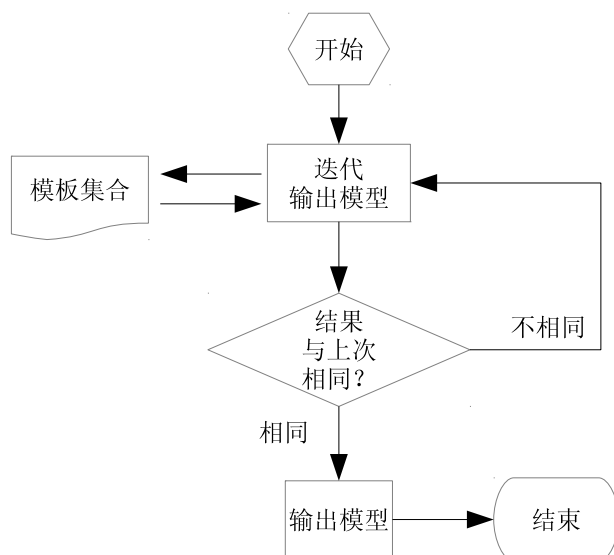 开始
迭代
输出模型
模板集合
结果
与上次
相同?
不相同
相同
输出模型
结束